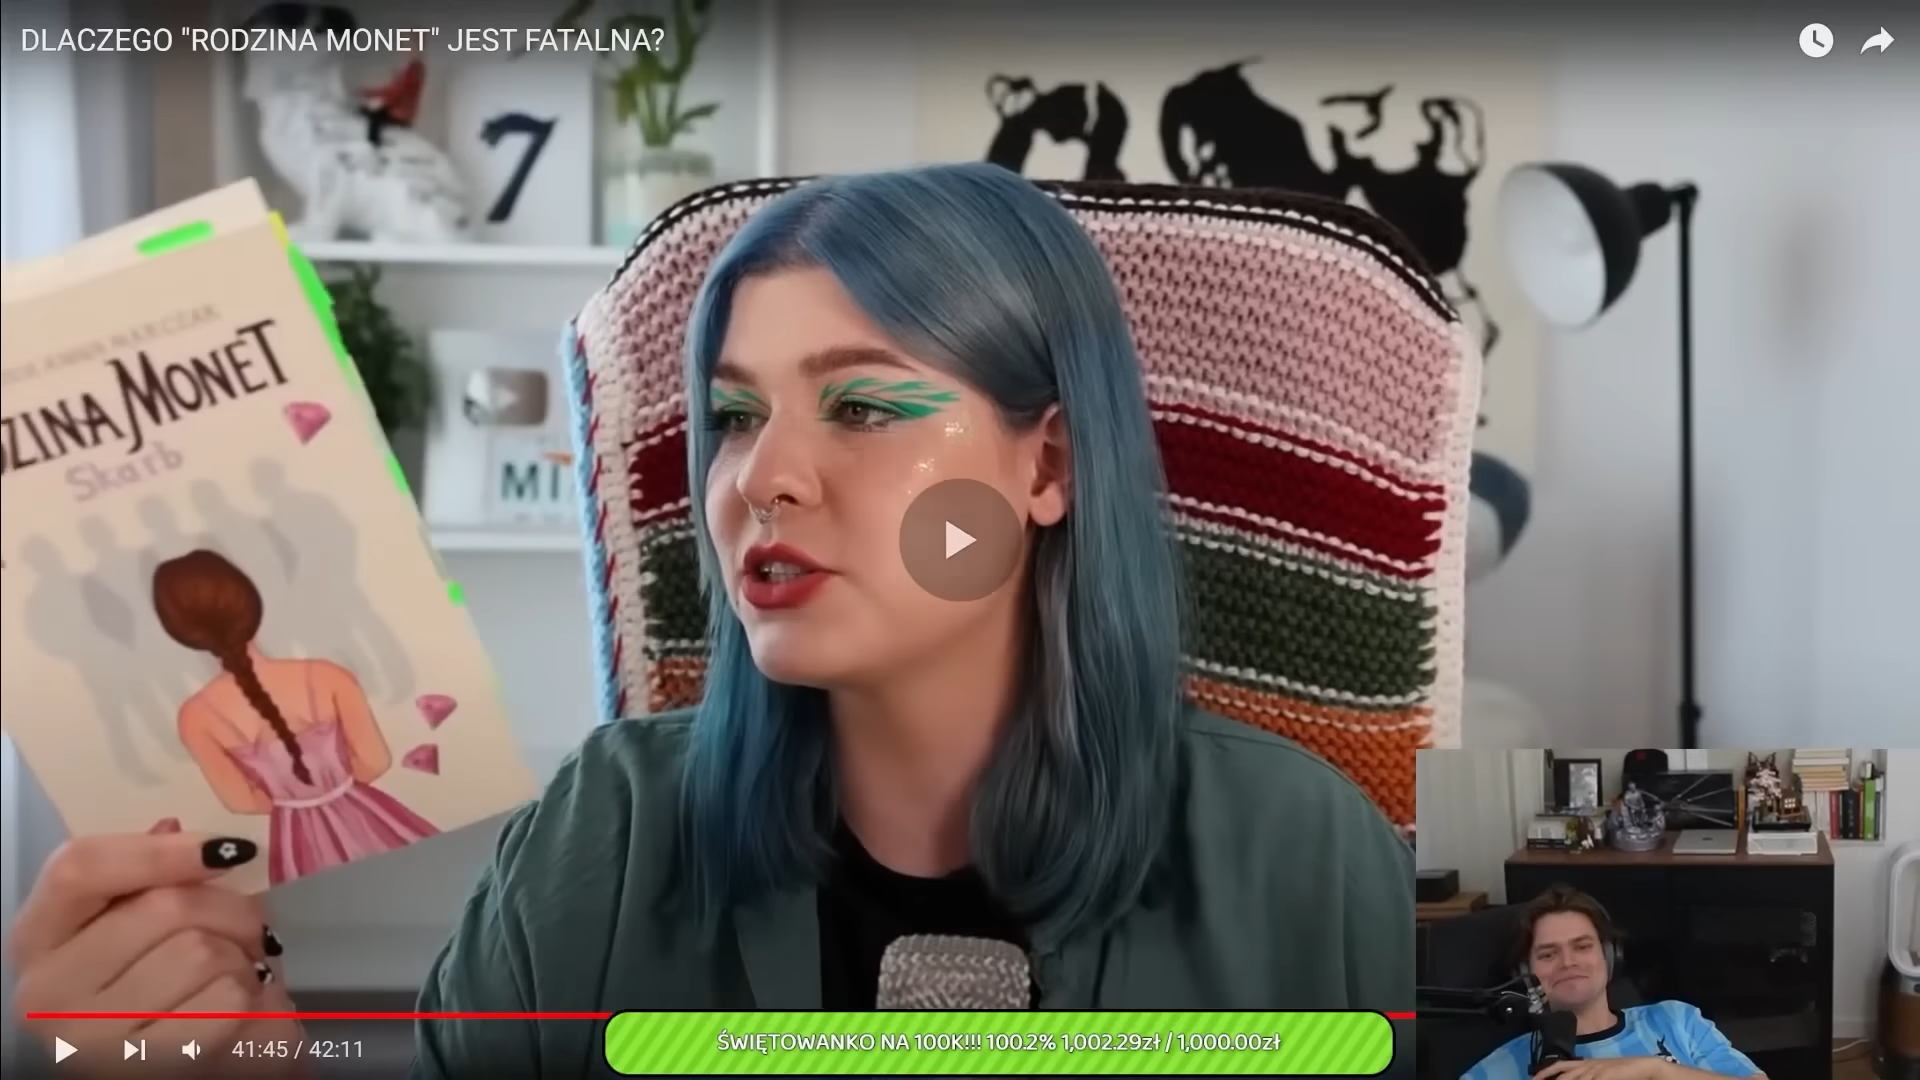 DLACZEGO "RODZINA MONET" JEST FATALNA?
7
MONET
Skarb
MI
41:45 / 42:11
ŚWIĘTOWANKO NA 100K!!! 100.2% 1,002.29zł / 1,000.00zł